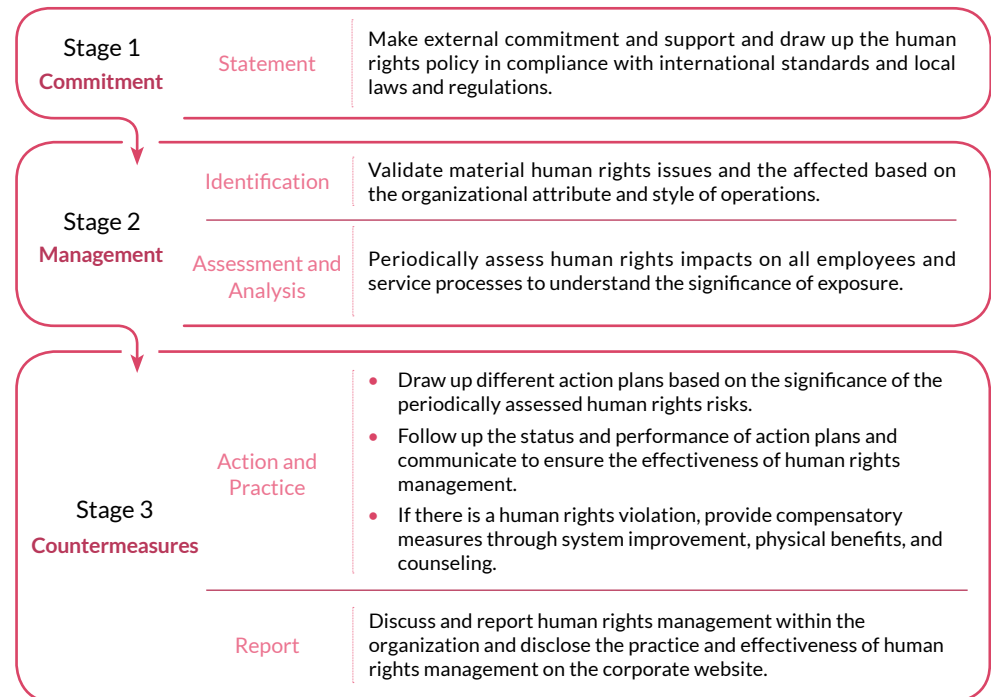 Stage 1
Commitment
Statement
Make external commitment and support and draw up the human
rights policy in compliance with international standards and local
laws and regulations.
Stage 2
Management
Identification
Validate material human rights issues and the affected based on
the organizational attribute and style of operations.
Assessment and
Analysis
Periodically assess human rights impacts on all employees and
service processes to understand the significance of exposure.
Stage 3
Countermeasures
Action and
Practice
• Draw up different action plans based on the significance of the
periodically assessed human rights risks.
• Follow up the status and performance of action plans and
communicate to ensure the effectiveness of human rights
management.
• If there is a human rights violation, provide compensatory
measures through system improvement, physical benefits, and
counseling.
Report
Discuss and report human rights management within the
organization and disclose the practice and effectiveness of human
rights management on the corporate website.